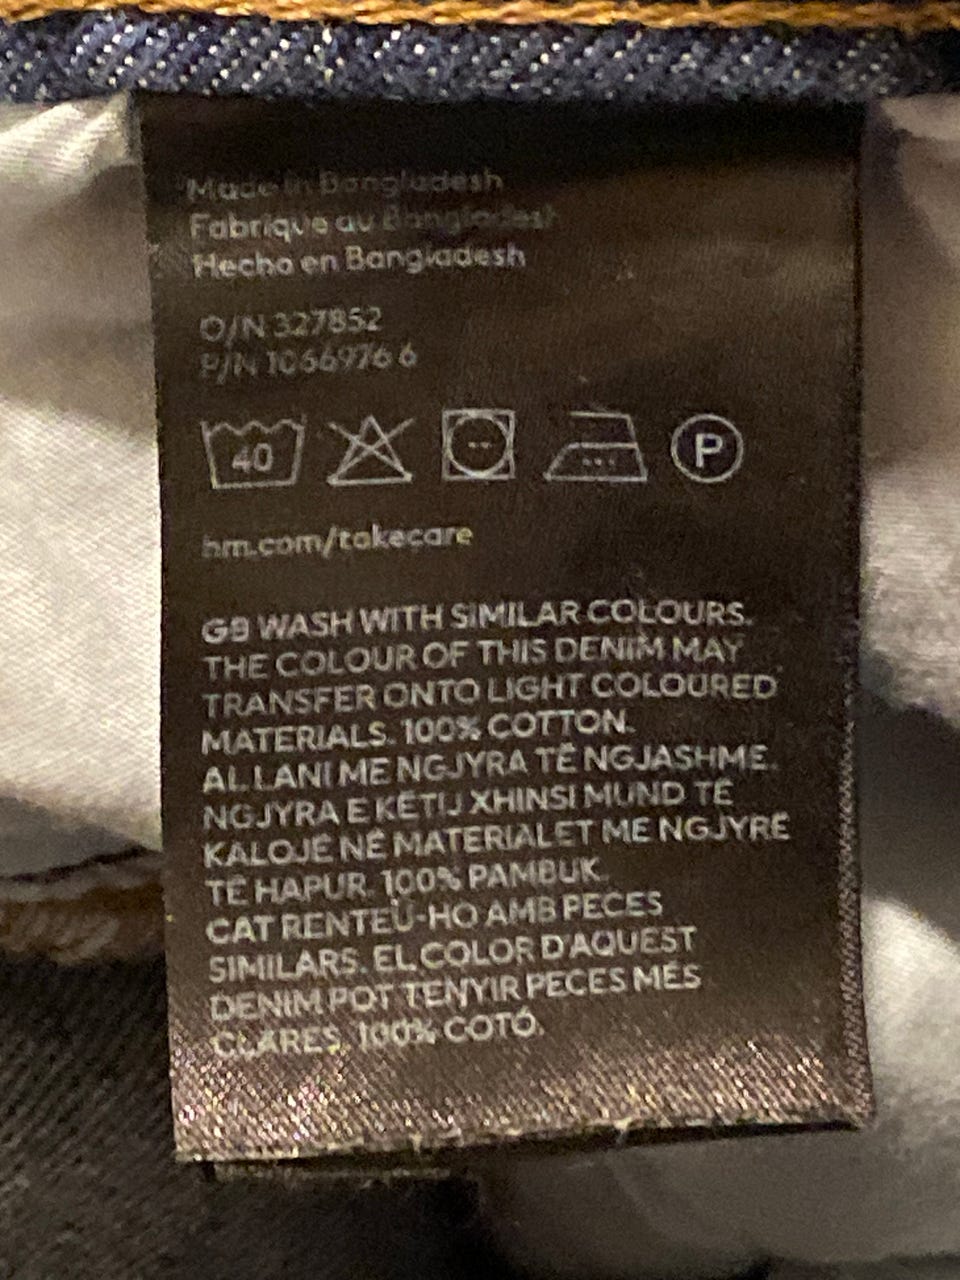 Made in Bangladesh
Fabriqué au Bangladesh
Hecho en Bangladesh
O/N 327852
P/N 1066976 6
40
P
hm.com/takecare
GB WASH WITH SIMILAR COLOURS.
THE COLOUR OF THIS DENIM MAY
TRANSFER ONTO LIGHT COLOURED
MATERIALS. 100% COTTON.
AL LANI ME NGJYRA TË NGJASHME.
NGJYRA E KËTIJ XHINSI MUND TË
KALOJË NË MATERIALET ME NGJYRË
TË HAPUR. 100% PAMBUK.
CAT RENTEU-HO AMB PECES
SIMILARS. EL COLOR D'AQUEST
DENIM POT TENYIR PECES MÉS
CLARES. 100% COTÓ.